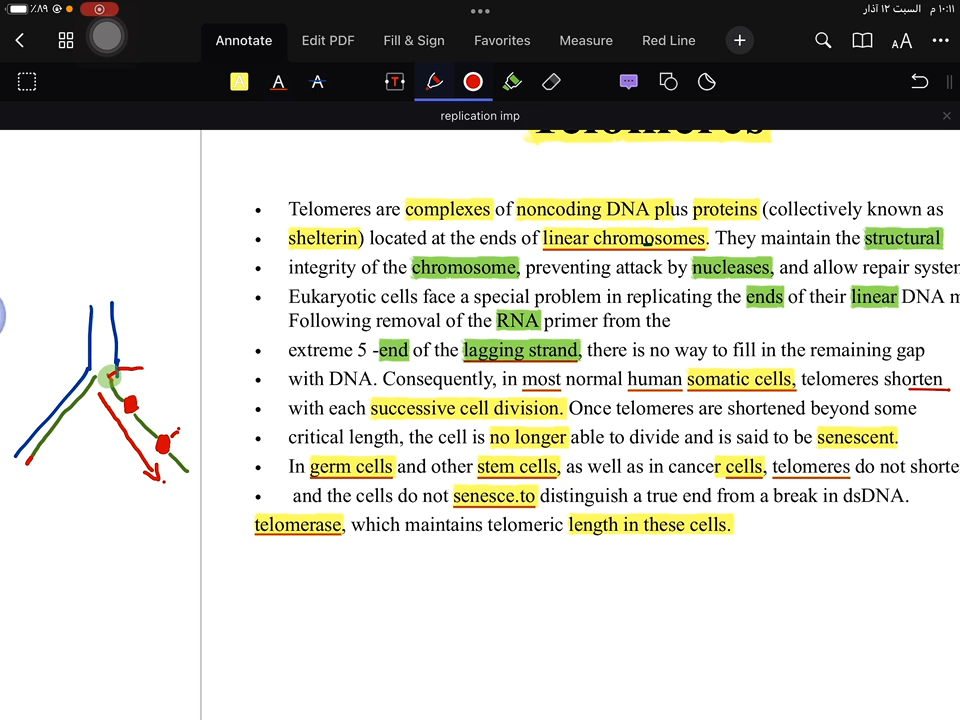 ٪٨٩ ١٠:١١ م السبت ١٢ آذار
Annotate Edit PDF Fill & Sign Favorites Measure Red Line
replication imp
Telomeres
• Telomeres are complexes of noncoding DNA plus proteins (collectively known as
• shelterin) located at the ends of linear chromosomes. They maintain the structural
• integrity of the chromosome, preventing attack by nucleases, and allow repair system
• Eukaryotic cells face a special problem in replicating the ends of their linear DNA m
Following removal of the RNA primer from the
• extreme 5 -end of the lagging strand, there is no way to fill in the remaining gap
• with DNA. Consequently, in most normal human somatic cells, telomeres shorten
• with each successive cell division. Once telomeres are shortened beyond some
• critical length, the cell is no longer able to divide and is said to be senescent.
• In germ cells and other stem cells, as well as in cancer cells, telomeres do not shorte
• and the cells do not senesce.to distinguish a true end from a break in dsDNA.
telomerase, which maintains telomeric length in these cells.